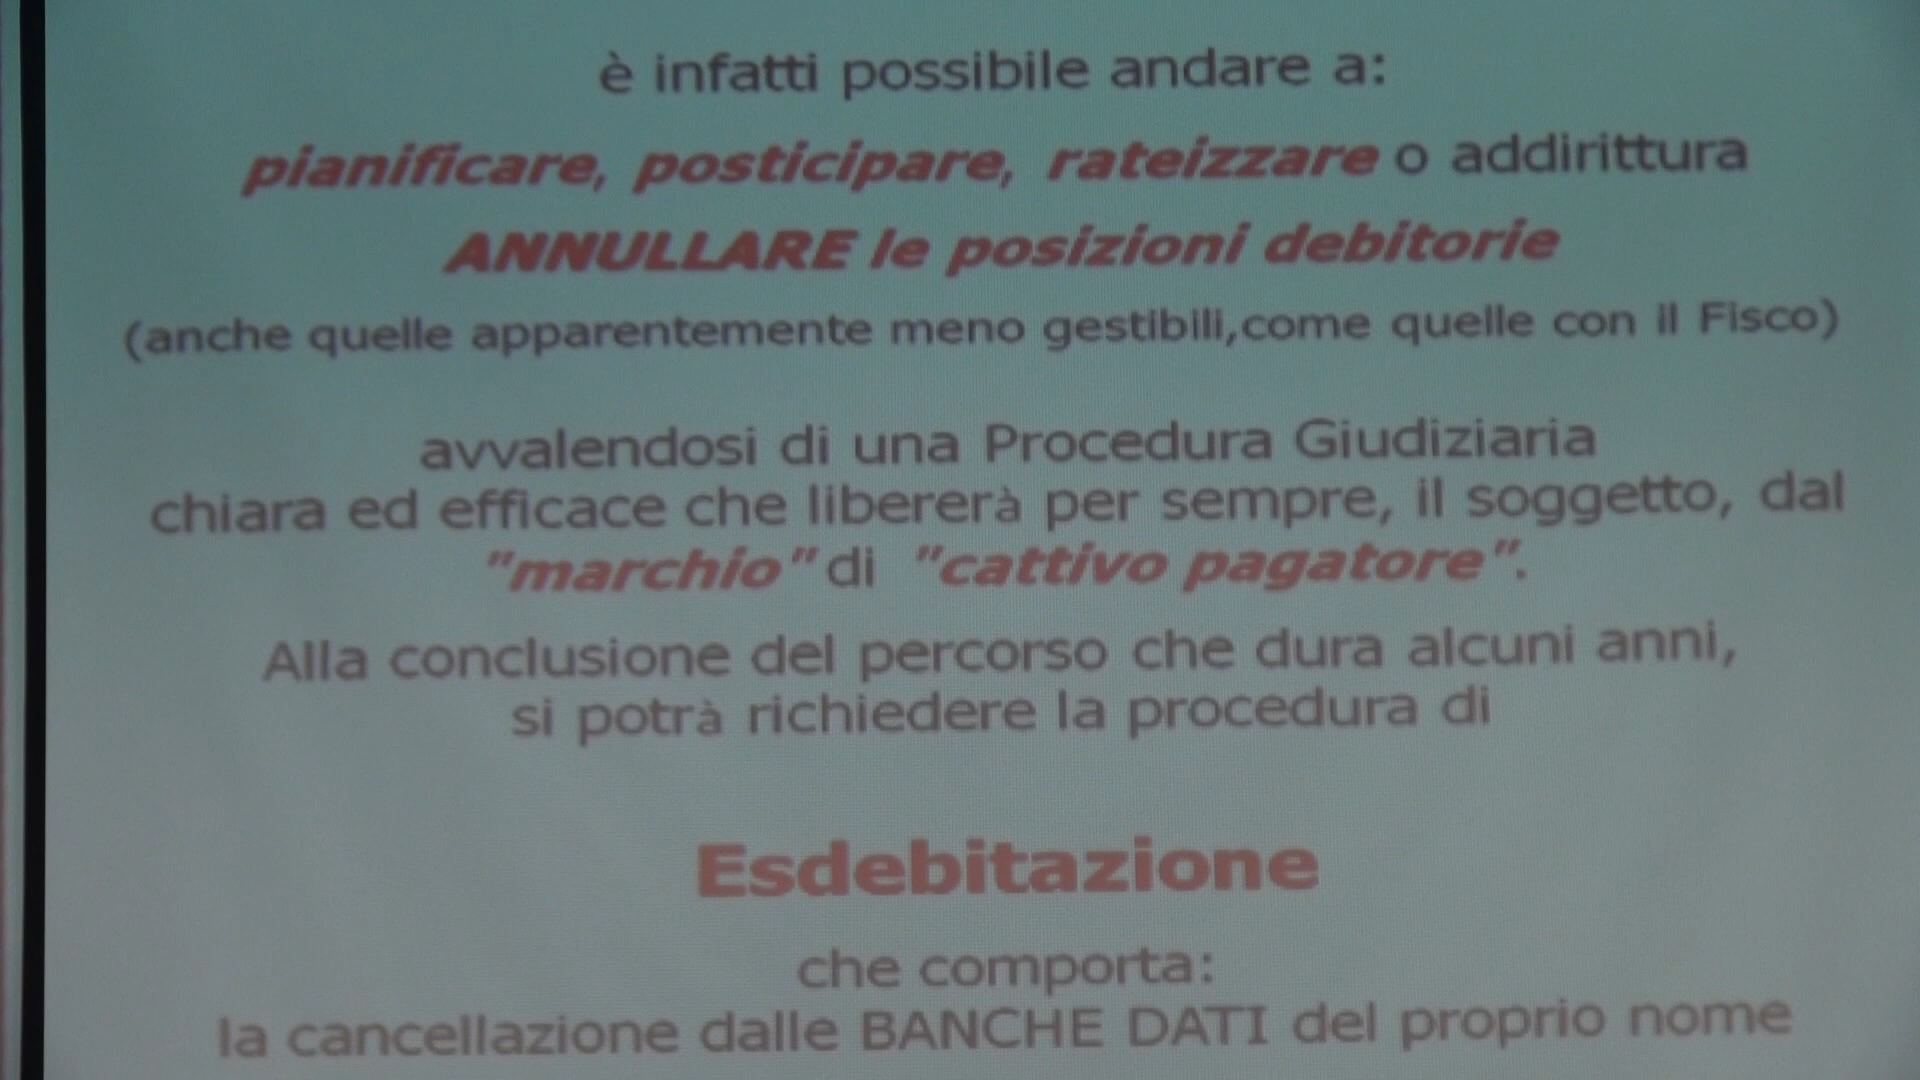 è infatti possibile andare a:
pianificare, posticipare, rateizzare o addirittura
ANNULLARE le posizioni debitorie
(anche quelle apparentemente meno gestibili,come quelle con il Fisco)
avvalendosi di una Procedura Giudiziaria
chiara ed efficace che libererà per sempre, il soggetto, dal
"marchio" di "cattivo pagatore".
Alla conclusione del percorso che dura alcuni anni,
si potrà richiedere la procedura di
Esdebitazione
che comporta:
la cancellazione dalle BANCHE DATI del proprio nome